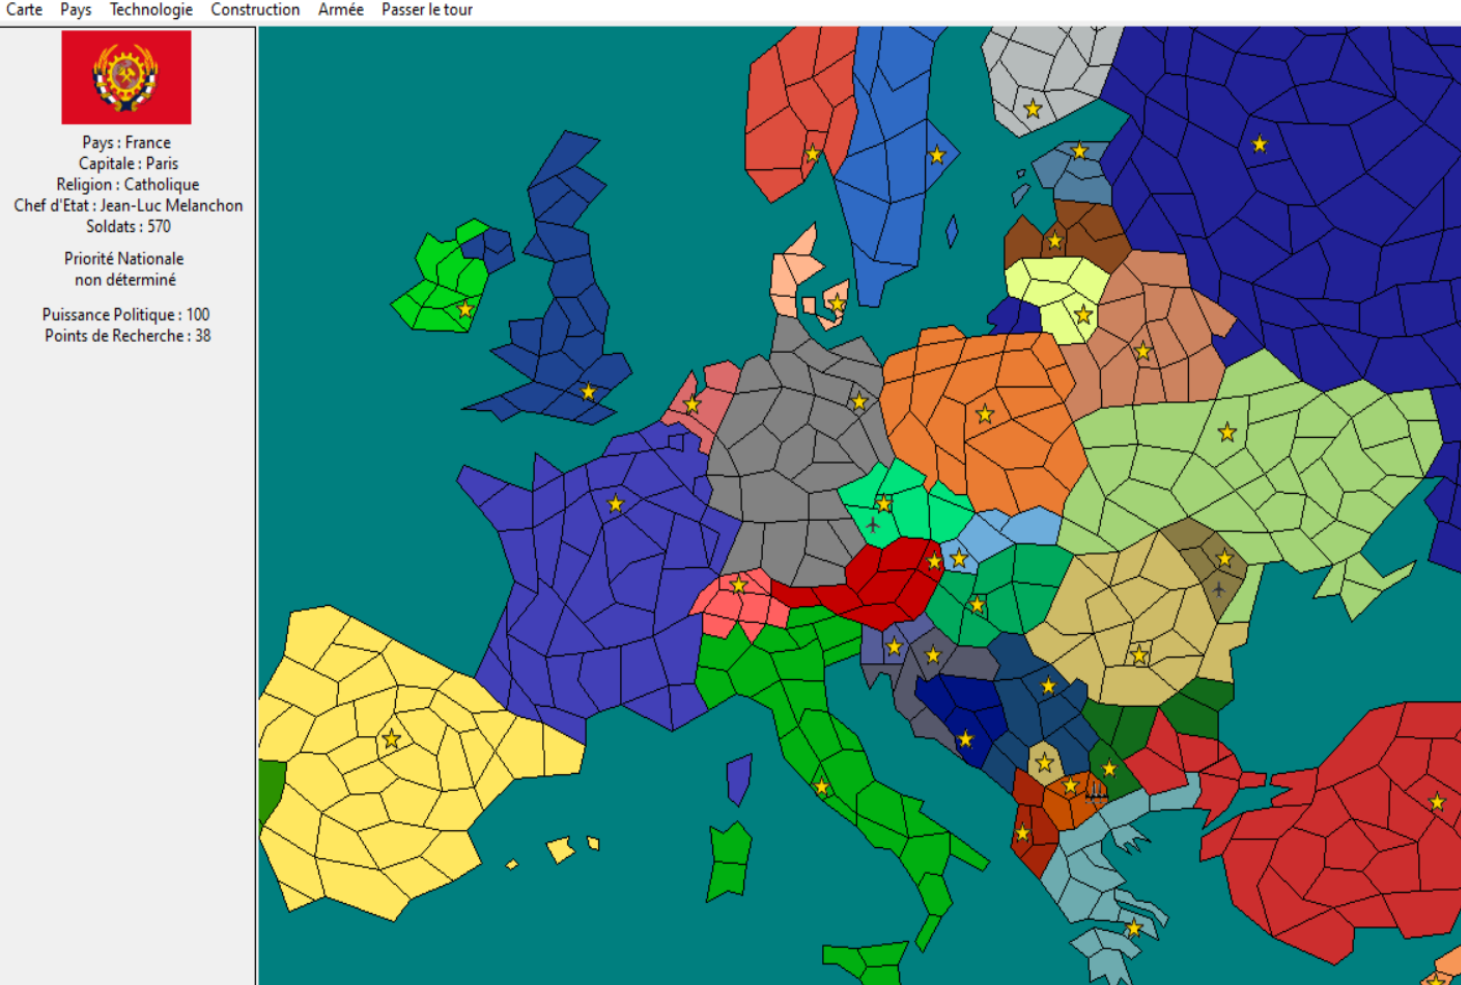 Carte Pays Technologie Construction Armée Passer le tour
Pays : France
Capitale : Paris
Religion : Catholique
Chef d'Etat : Jean-Luc Melanchon
Soldats : 570
Priorité Nationale
non déterminé
Puissance Politique : 100
Points de Recherche : 38